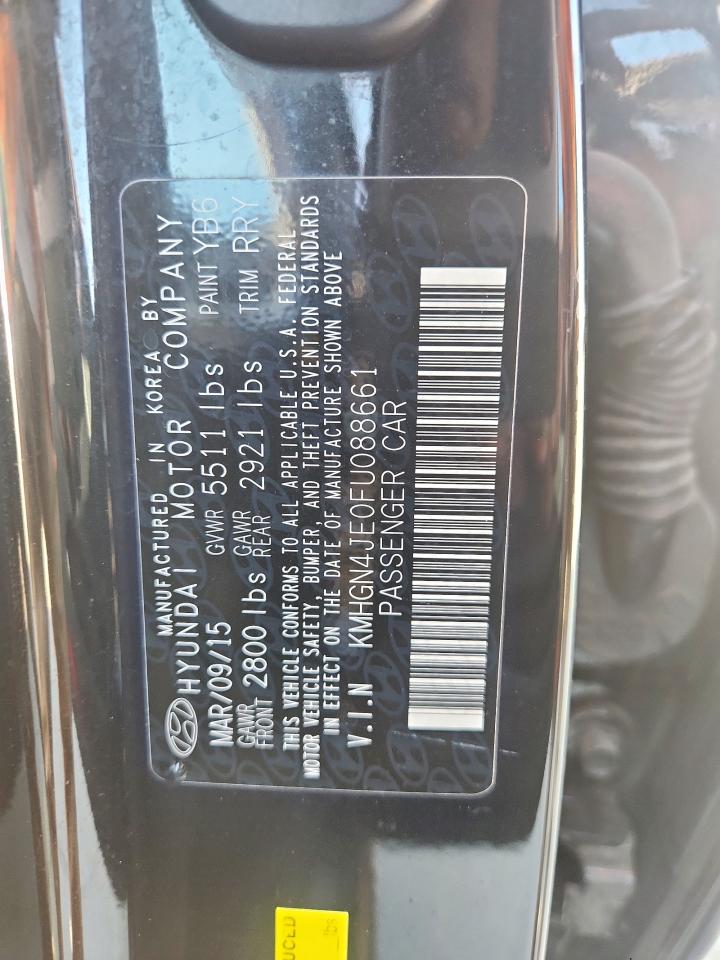 MANUFACTURED IN KOREA BY
HYUNDAI MOTOR COMPANY
MAR/09/15 GVWR 5511 lbs PAINT YB6
GAWR FRONT 2800 lbs GAWR REAR 2921 lbs TRIM RRY
THIS VEHICLE CONFORMS TO ALL APPLICABLE U.S.A. FEDERAL
MOTOR VEHICLE SAFETY, BUMPER, AND THEFT PREVENTION STANDARDS
IN EFFECT ON THE DATE OF MANUFACTURE SHOWN ABOVE
V.I.N KMHGN4JE0FU088661
PASSENGER CAR
UCED
lbs